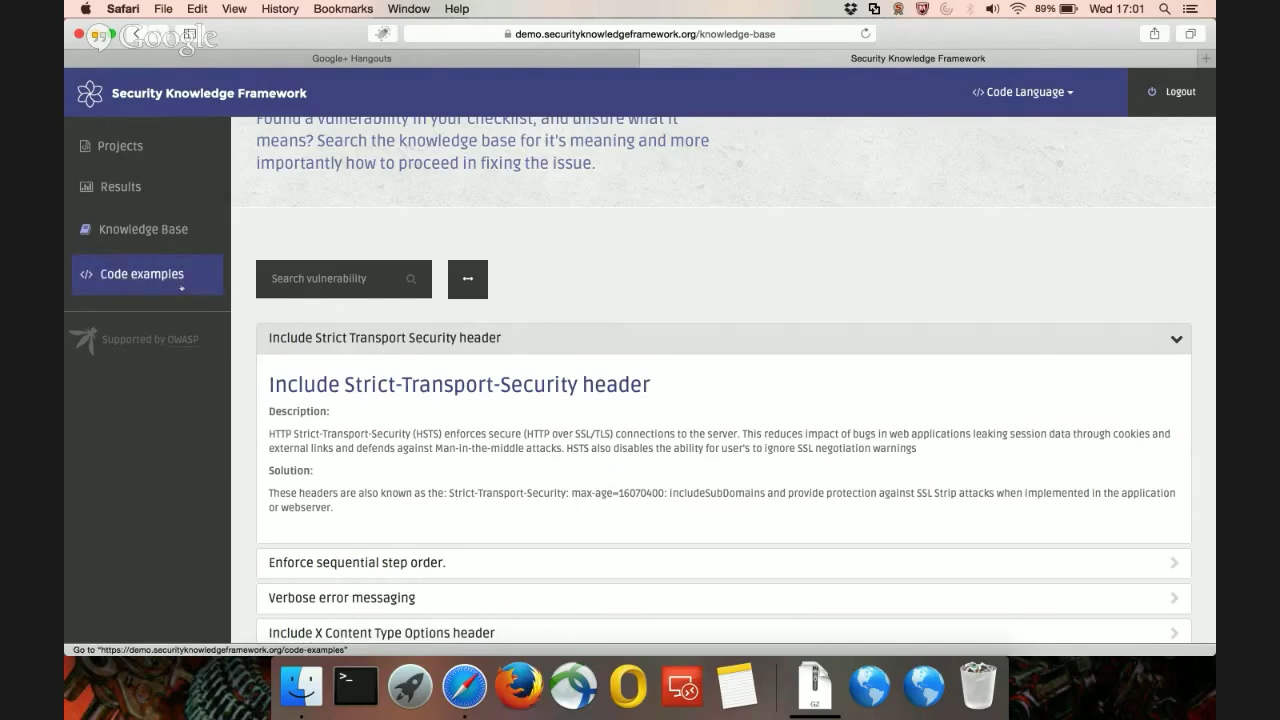 Safari File Edit View History Bookmarks Window Help 89% Wed 17:01
Google
demo.securityknowledgeframework.org/knowledge-base
Google+ Hangouts
Security Knowledge Framework
Security Knowledge Framework
Code Language
Logout
Projects
Results
Knowledge Base
Code examples
Supported by OWASP
Found a vulnerability in your checklist, and unsure what it
means? Search the knowledge base for it's meaning and more
importantly how to proceed in fixing the issue.
Search vulnerability
Include Strict Transport Security header
Include Strict-Transport-Security header
Description:
HTTP Strict-Transport-Security (HSTS) enforces secure (HTTP over SSL/TLS) connections to the server. This reduces impact of bugs in web applications leaking session data through cookies and
external links and defends against Man-in-the-middle attacks. HSTS also disables the ability for user's to ignore SSL negotiation warnings
Solution:
These headers are also known as the: Strict-Transport-Security: max-age=16070400: includeSubDomains and provide protection against SSL Strip attacks when implemented in the application
or webserver.
Enforce sequential step order.
Verbose error messaging
Include X Content Type Options header
Go to "https://demo.securityknowledgeframework.org/code-examples"
GZ